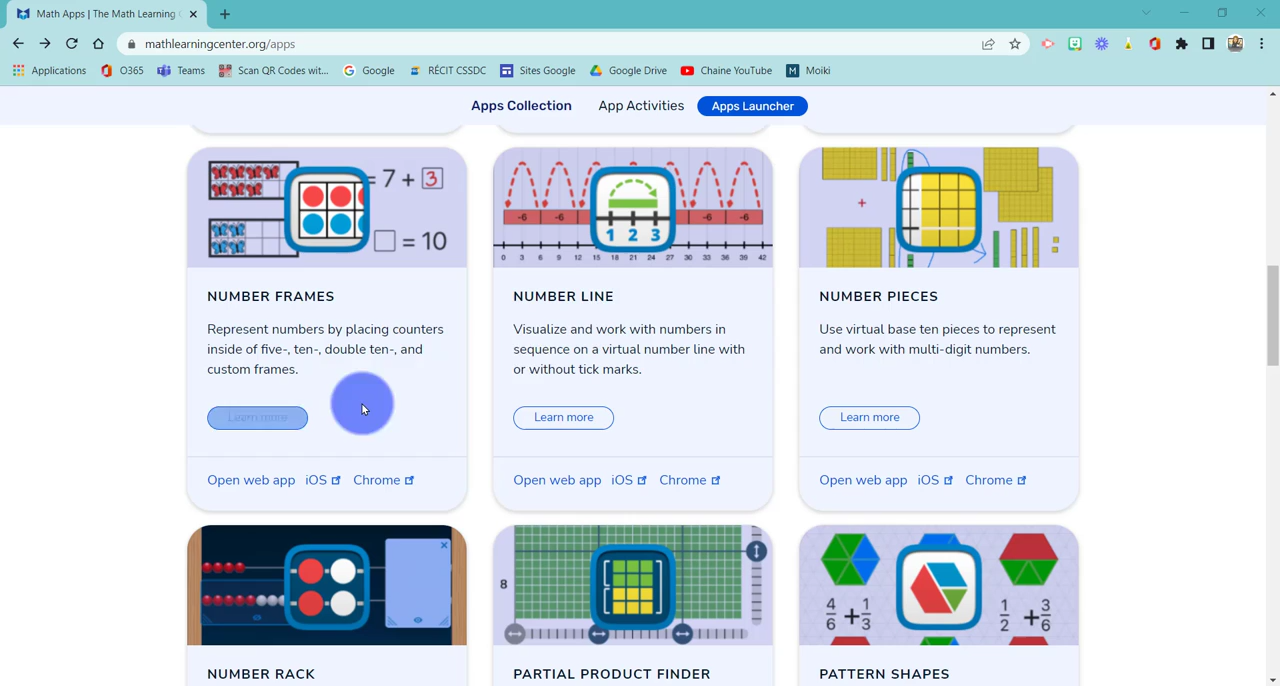 Math Apps | The Math Learning
mathlearningcenter.org/apps
Applications O365 Teams Scan QR Codes wit... Google RÉCIT CSSDC Sites Google Google Drive Chaine YouTube M Moiki
Apps Collection App Activities Apps Launcher
= 7 + 3
= 10
-6 -6 -6 -6
1 2 3
0 3 6 9 12 15 18 21 24 27 30 33 36 39 42
+
NUMBER FRAMES
Represent numbers by placing counters
inside of five-, ten-, double ten-, and
custom frames.
Learn more
Open web app iOS Chrome
NUMBER LINE
Visualize and work with numbers in
sequence on a virtual number line with
or without tick marks.
Learn more
Open web app iOS Chrome
NUMBER PIECES
Use virtual base ten pieces to represent
and work with multi-digit numbers.
Learn more
Open web app iOS Chrome
8
4/6 + 1/3
1/2 + 3/6
NUMBER RACK
PARTIAL PRODUCT FINDER
PATTERN SHAPES